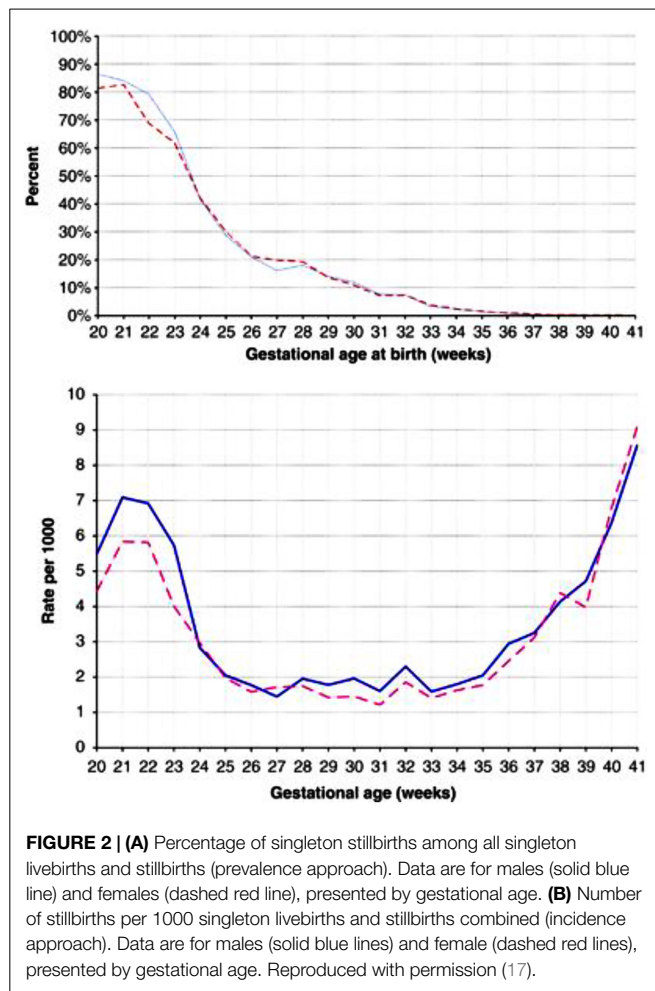 100%
90%
80%
70%
60%
50%
40%
30%
20%
10%
0%
Percent
20 21 22 23 24 25 26 27 28 29 30 31 32 33 34 35 36 37 38 39 40 41
Gestational age at birth (weeks)
10
9
8
7
6
5
4
3
2
1
0
Rate per 1000
20 21 22 23 24 25 26 27 28 29 30 31 32 33 34 35 36 37 38 39 40 41
Gestational age (weeks)
FIGURE 2 | (A) Percentage of singleton stillbirths among all singleton
livebirths and stillbirths (prevalence approach). Data are for males (solid blue
line) and females (dashed red line), presented by gestational age. (B) Number
of stillbirths per 1000 singleton livebirths and stillbirths combined (incidence
approach). Data are for males (solid blue lines) and female (dashed red lines),
presented by gestational age. Reproduced with permission (17).